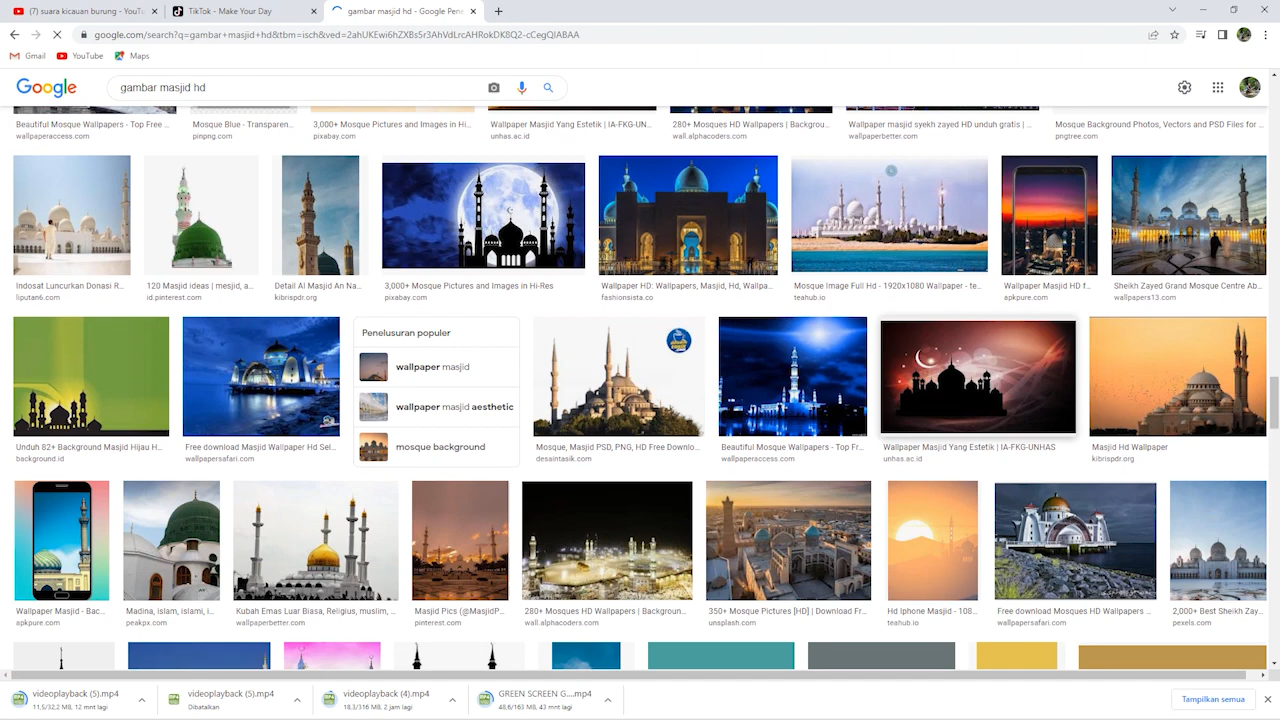 (7) suara kicauan burung - YouTu
TikTok - Make Your Day
gambar masjid hd - Google Pene
google.com/search?q=gambar+masjid+hd&tbm=isch&ved=2ahUKEwi6hZXBs5r3AhVdLrcAHRokDK8Q2-cCegQIABAA
Gmail
YouTube
Maps
Google
gambar masjid hd
Beautiful Mosque Wallpapers - Top Free ...
Mosque Blue - Transparen...
3,000+ Mosque Pictures and Images in Hi-...
Wallpaper Masjid Yang Estetik | IA-FKG-UN...
280+ Mosques HD Wallpapers | Backgrou...
Wallpaper masjid syekh zayed HD unduh gratis | ...
Mosque Background Photos, Vectors and PSD Files for ...
wallpaperaccess.com
pinpng.com
pixabay.com
unhas.ac.id
wall.alphacoders.com
wallpaperbetter.com
pngtree.com
Indosat Luncurkan Donasi R...
120 Masjid ideas | mesjid, a...
Detail Al Masjid An Na...
3,000+ Mosque Pictures and Images in Hi-Res
Wallpaper HD: Wallpapers, Masjid, Hd, Wallpa...
Mosque Image Full Hd - 1920x1080 Wallpaper - te...
Wallpaper Masjid HD f...
Sheikh Zayed Grand Mosque Centre Ab...
liputan6.com
id.pinterest.com
kibrispdr.org
pixabay.com
fashionsista.co
teahub.io
apkpure.com
wallpapers13.com
Penelusuran populer
wallpaper masjid
wallpaper masjid aesthetic
mosque background
Unduh 82+ Background Masjid Hijau H...
Free download Masjid Wallpaper Hd Sel...
Mosque, Masjid PSD, PNG, HD Free Downlo...
Beautiful Mosque Wallpapers - Top Fr...
Wallpaper Masjid Yang Estetik | IA-FKG-UNHAS
Masjid Hd Wallpaper
background.id
wallpapersafari.com
desaintasik.com
wallpaperaccess.com
unhas.ac.id
kibrispdr.org
Wallpaper Masjid - Bac...
Madina, islam, islami, i...
Kubah Emas Luar Biasa, Religius, muslim, ...
Masjid Pics (@MasjidP...
280+ Mosques HD Wallpapers | Backgroun...
350+ Mosque Pictures [HD] | Download Fr...
Hd Iphone Masjid - 108...
Free download Mosques HD Wallpapers ...
2,000+ Best Sheikh Zay...
apkpure.com
peakpx.com
wallpaperbetter.com
pinterest.com
wall.alphacoders.com
unsplash.com
teahub.io
wallpapersafari.com
pexels.com
videoplayback (5).mp4
11,5/32,2 MB, 12 mnt lagi
videoplayback (5).mp4
Dibatalkan
videoplayback (4).mp4
18,3/316 MB, 2 jam lagi
GREEN SCREEN G....mp4
48,6/163 MB, 43 mnt lagi
Tampilkan semua